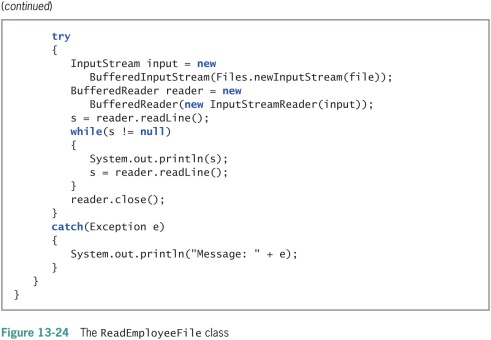 (continued)
try
{
InputStream input = new
BufferedInputStream(Files.newInputStream(file));
BufferedReader reader = new
BufferedReader(new InputStreamReader(input));
s = reader.readLine();
while(s != null)
{
System.out.println(s);
s = reader.readLine();
}
reader.close();
}
catch(Exception e)
{
System.out.println("Message: " + e);
}
}
}
Figure 13-24 The ReadEmployeeFile class